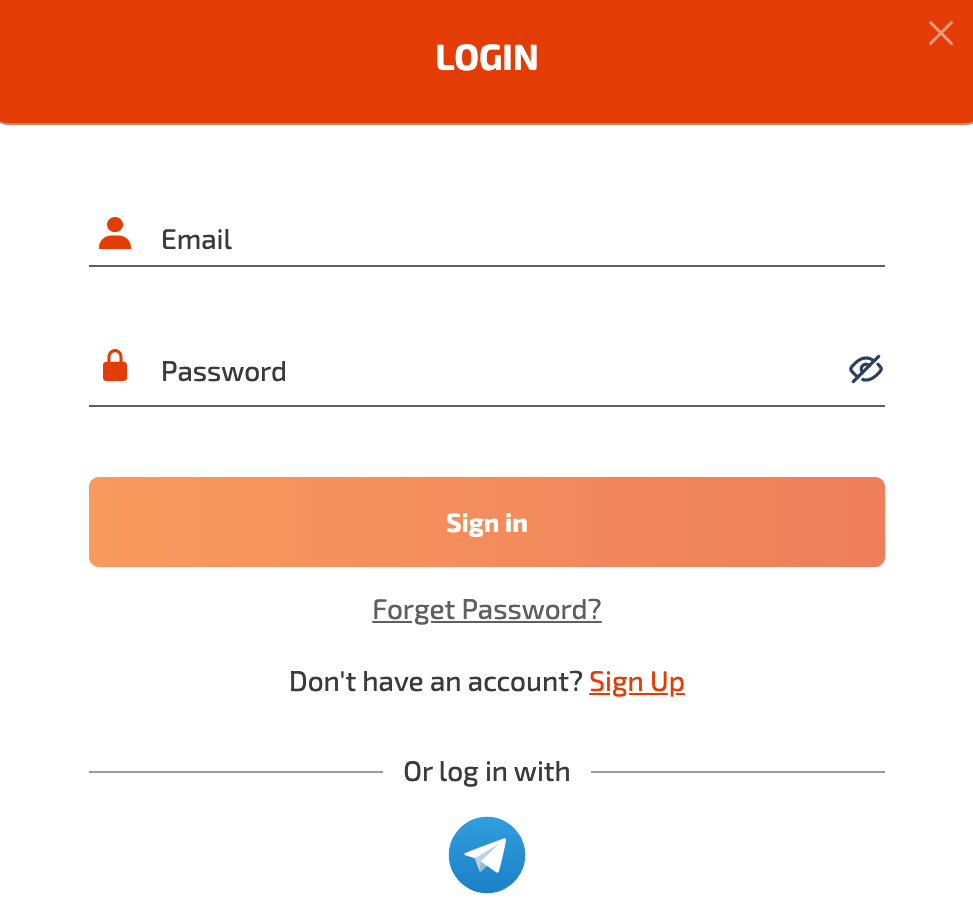 LOGIN
Email
Password
Sign in
Forget Password?
Don't have an account? Sign Up
Or log in with